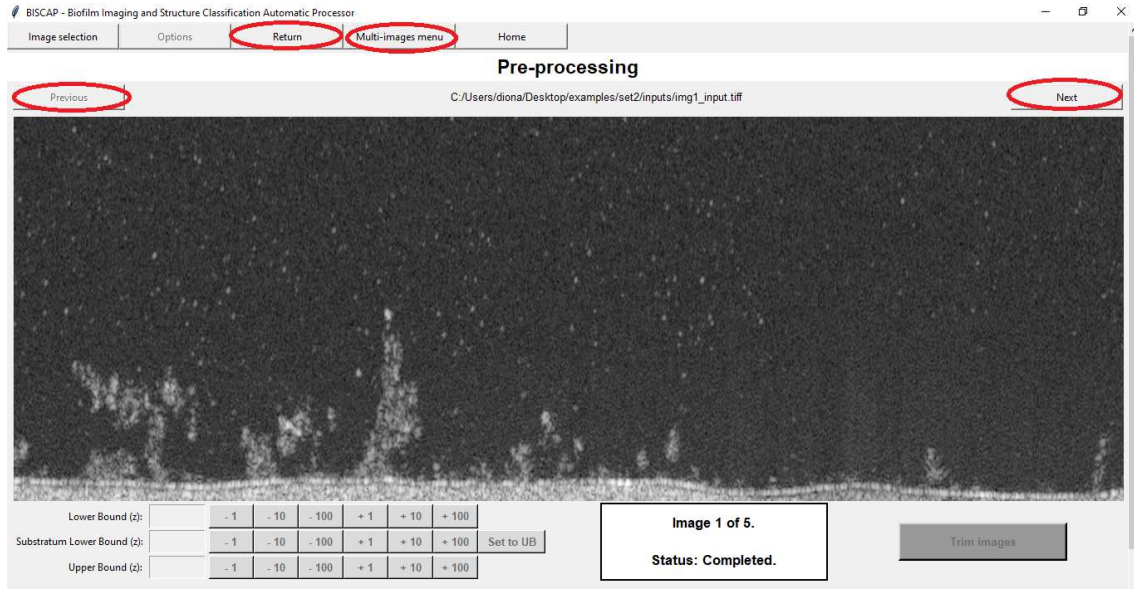 BISCAP - Biofilm Imaging and Structure Classification Automatic Processor
Image selection Options Return Multi-images menu Home
Pre-processing
Previous C:/Users/diona/Desktop/examples/set2/inputs/img1_input.tiff Next
Lower Bound (z): - 1 - 10 - 100 + 1 + 10 + 100
Substratum Lower Bound (z): - 1 - 10 - 100 + 1 + 10 + 100 Set to UB
Upper Bound (z): - 1 - 10 - 100 + 1 + 10 + 100
Image 1 of 5.
Status: Completed.
Trim images